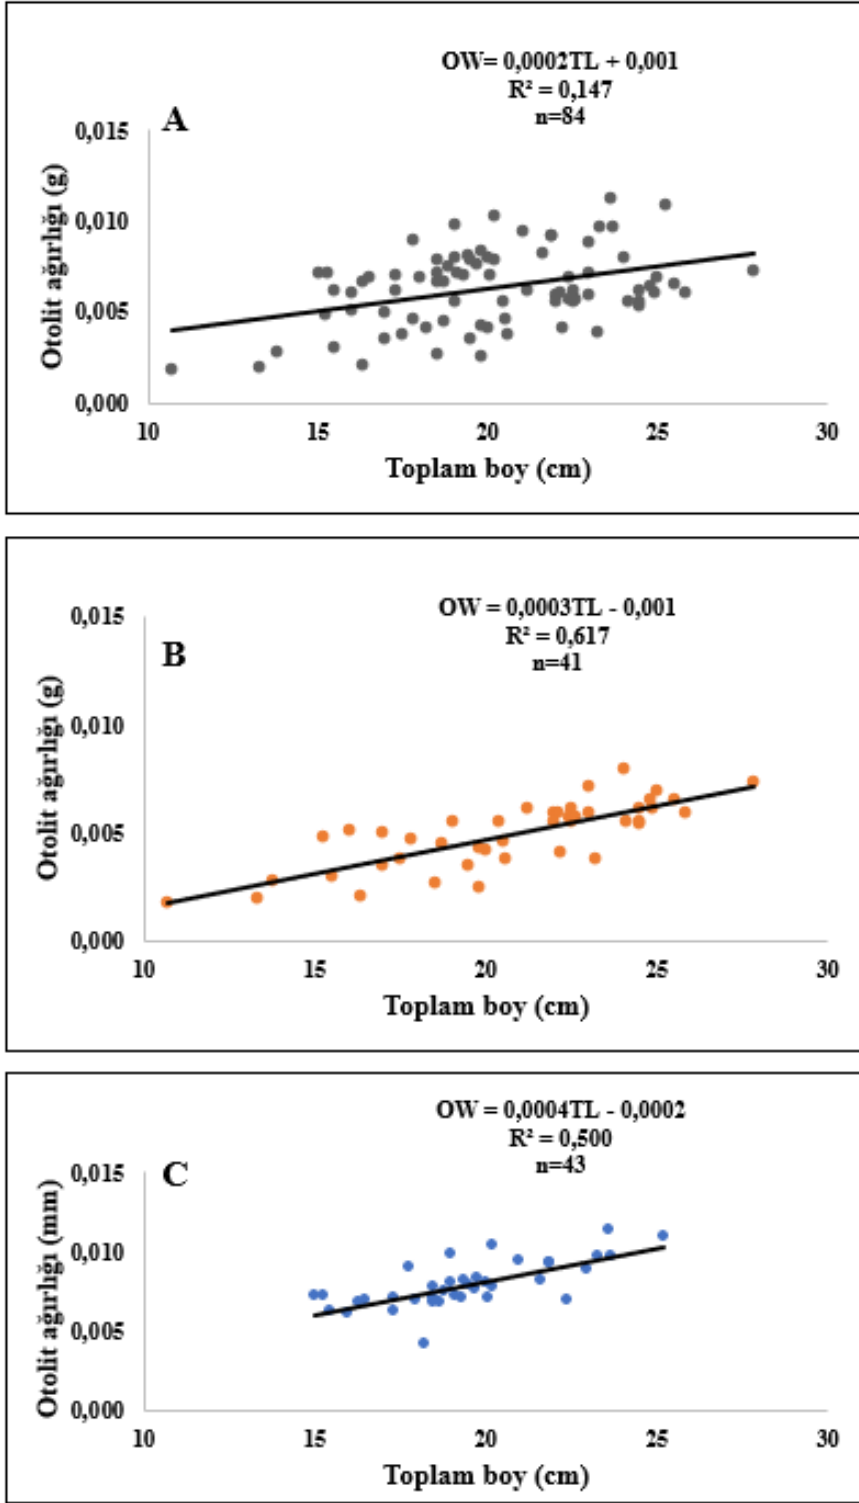 OW= 0,0002TL + 0,001
R² = 0,147
n=84
A
Otolit ağırlığı (g)
0,015
0,010
0,005
0,000
10 15 20 25 30
Toplam boy (cm)
OW = 0,0003TL - 0,001
R² = 0,617
n=41
B
Otolit ağırlığı (g)
0,015
0,010
0,005
0,000
10 15 20 25 30
Toplam boy (cm)
OW = 0,0004TL - 0,0002
R² = 0,500
n=43
C
Otolit ağırlığı (mm)
0,015
0,010
0,005
0,000
10 15 20 25 30
Toplam boy (cm)